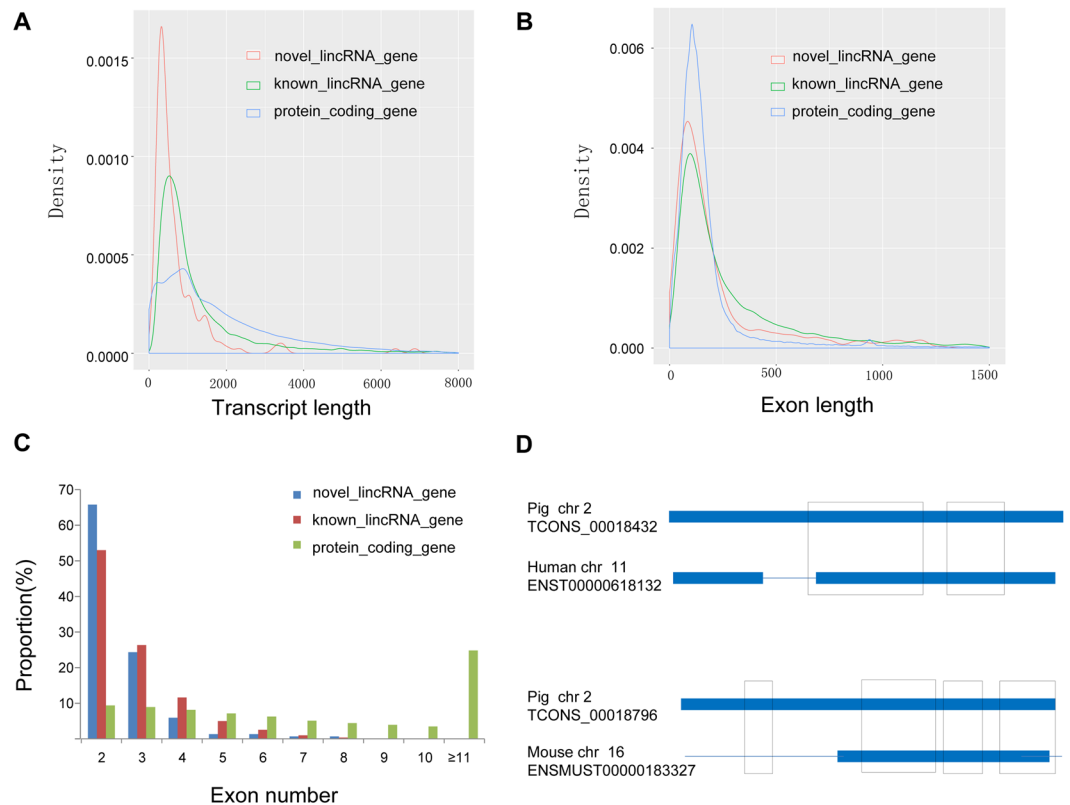 A
novel_lincRNA_gene
known_lincRNA_gene
protein_coding_gene
0.0015
0.0010
0.0005
0.0000
Density
0
2000
4000
6000
8000
Transcript length
B
novel_lincRNA_gene
known_lincRNA_gene
protein_coding_gene
0.006
0.004
0.002
0.000
Density
0
500
1000
1500
Exon length
C
novel_lincRNA_gene
known_lincRNA_gene
protein_coding_gene
70
60
50
40
30
20
10
Proportion(%)
2
3
4
5
6
7
8
9
10
≥11
Exon number
D
Pig chr 2
TCONS_00018432
Human chr 11
ENST00000618132
Pig chr 2
TCONS_00018796
Mouse chr 16
ENSMUST00000183327